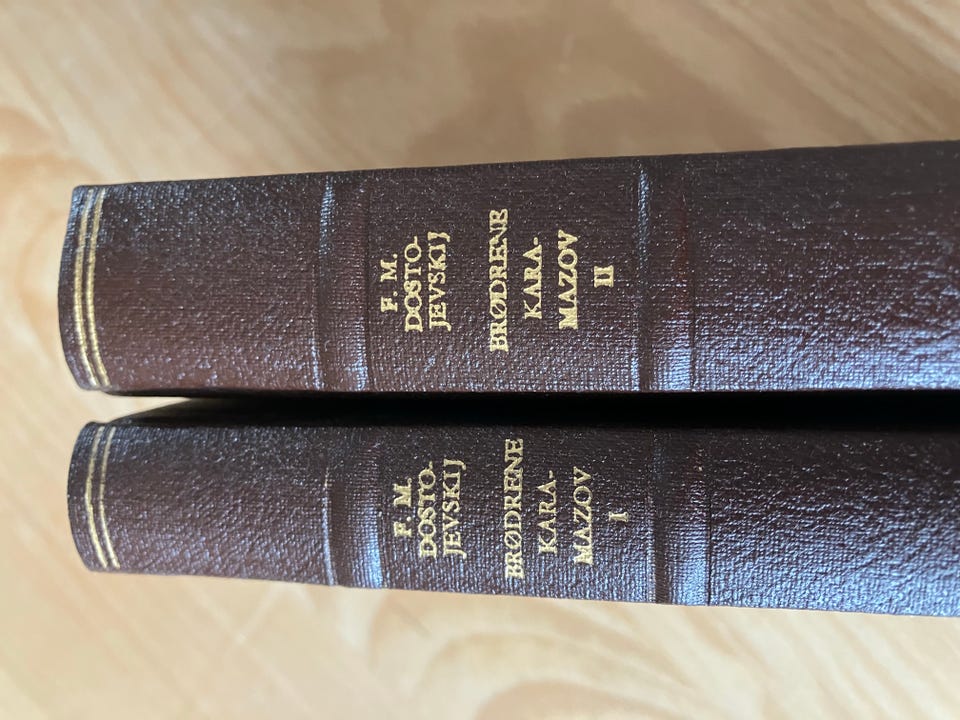 F. M.
DOSTO-
JEVSKIJ
BRØDRENE
KARA-
MAZOV
II
F. M.
DOSTO-
JEVSKIJ
BRØDRENE
KARA-
MAZOV
I